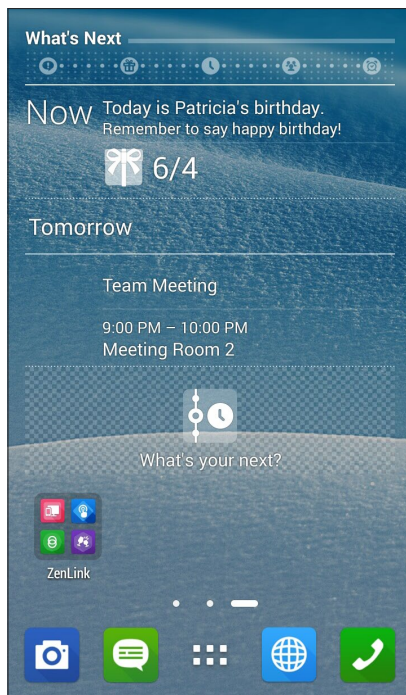 What's Next
Now
Today is Patricia's birthday.
Remember to say happy birthday!
6/4
Tomorrow
Team Meeting
9:00 PM – 10:00 PM
Meeting Room 2
What's your next?
ZenLink